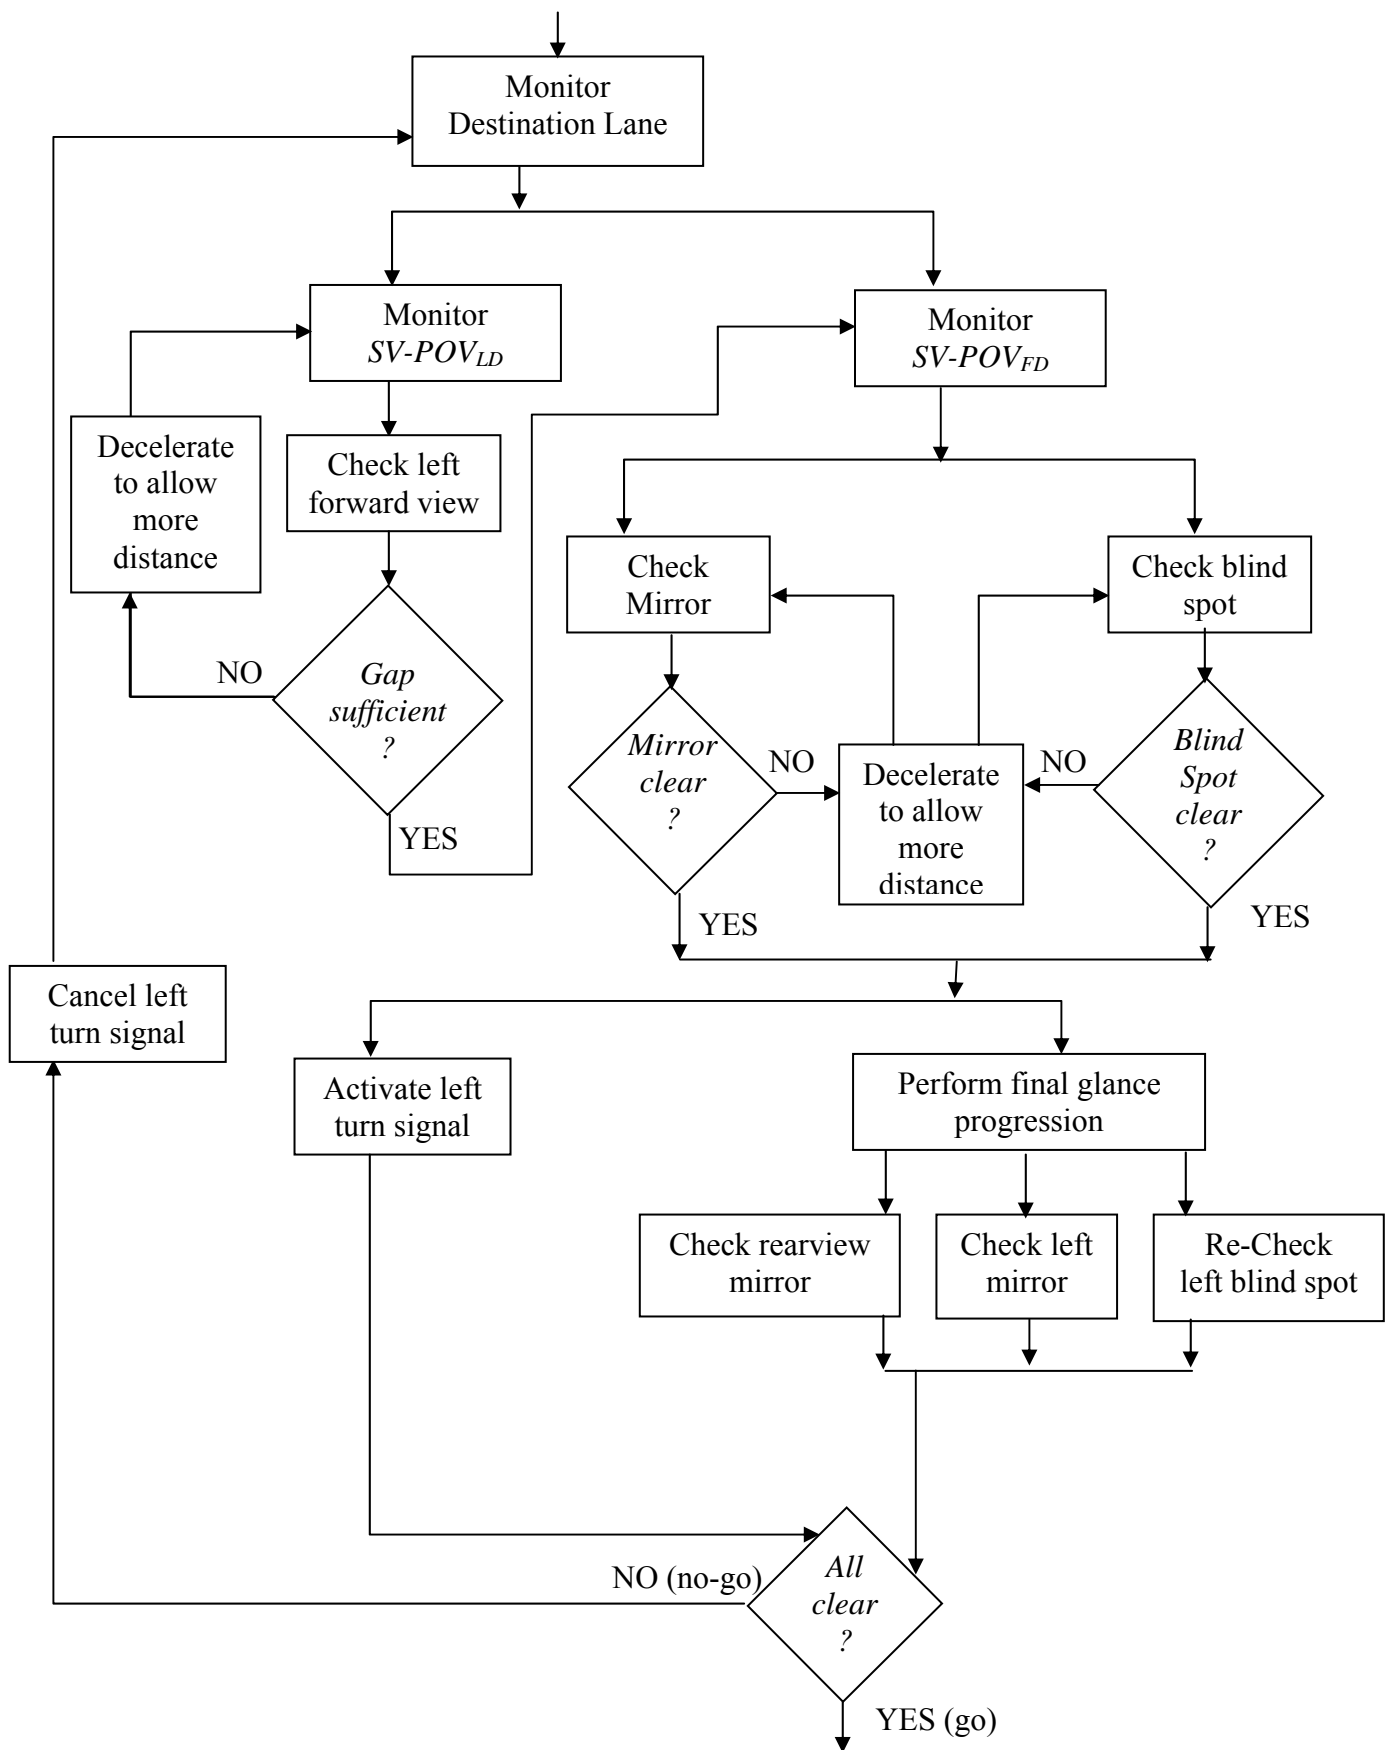 Monitor
Destination Lane
Monitor
SV-POV_LD
Monitor
SV-POV_FD
Decelerate
to allow
more
distance
Check left
forward view
Check
Mirror
Check blind
spot
NO
Gap
sufficient
?
YES
Mirror
clear
?
NO
Decelerate
to allow
more
distance
NO
Blind
Spot
clear
?
YES
YES
Cancel left
turn signal
Activate left
turn signal
Perform final glance
progression
Check rearview
mirror
Check left
mirror
Re-Check
left blind spot
NO (no-go)
All
clear
?
YES (go)